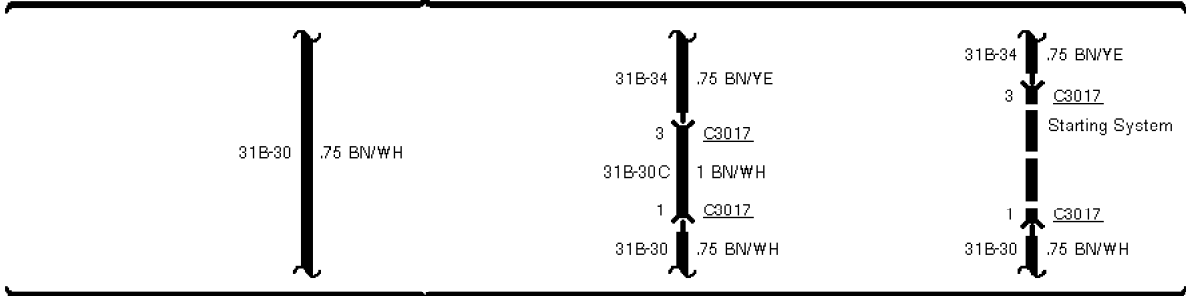 31B-30 .75 BN/WH
31B-34 .75 BN/YE
3 C3017
31B-30C 1 BN/WH
1 C3017
31B-30 .75 BN/WH
31B-34 .75 BN/YE
3 C3017
Starting System
1 C3017
31B-30 .75 BN/WH